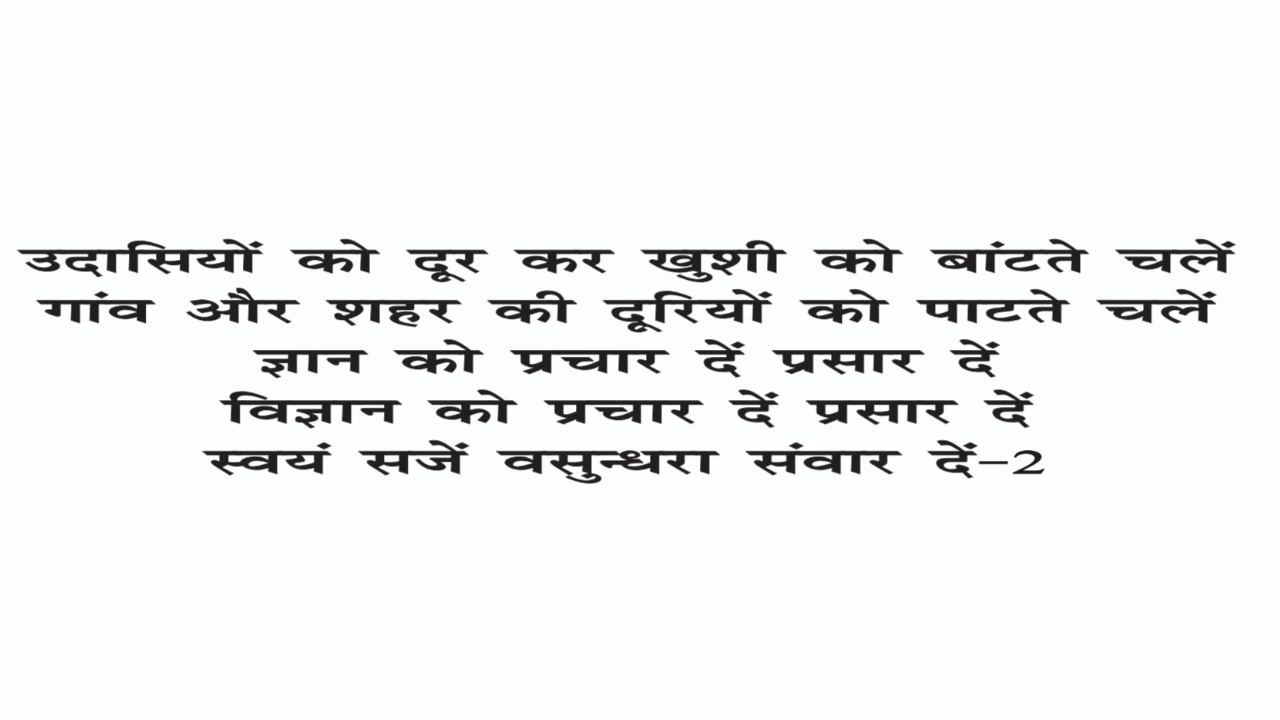 उदासियों को दूर कर खुशी को बांटते चलें
गांव और शहर की दूरियों को पाटते चलें
ज्ञान को प्रचार दें प्रसार दें
विज्ञान को प्रचार दें प्रसार दें
स्वयं सजें वसुन्धरा संवार दें–2